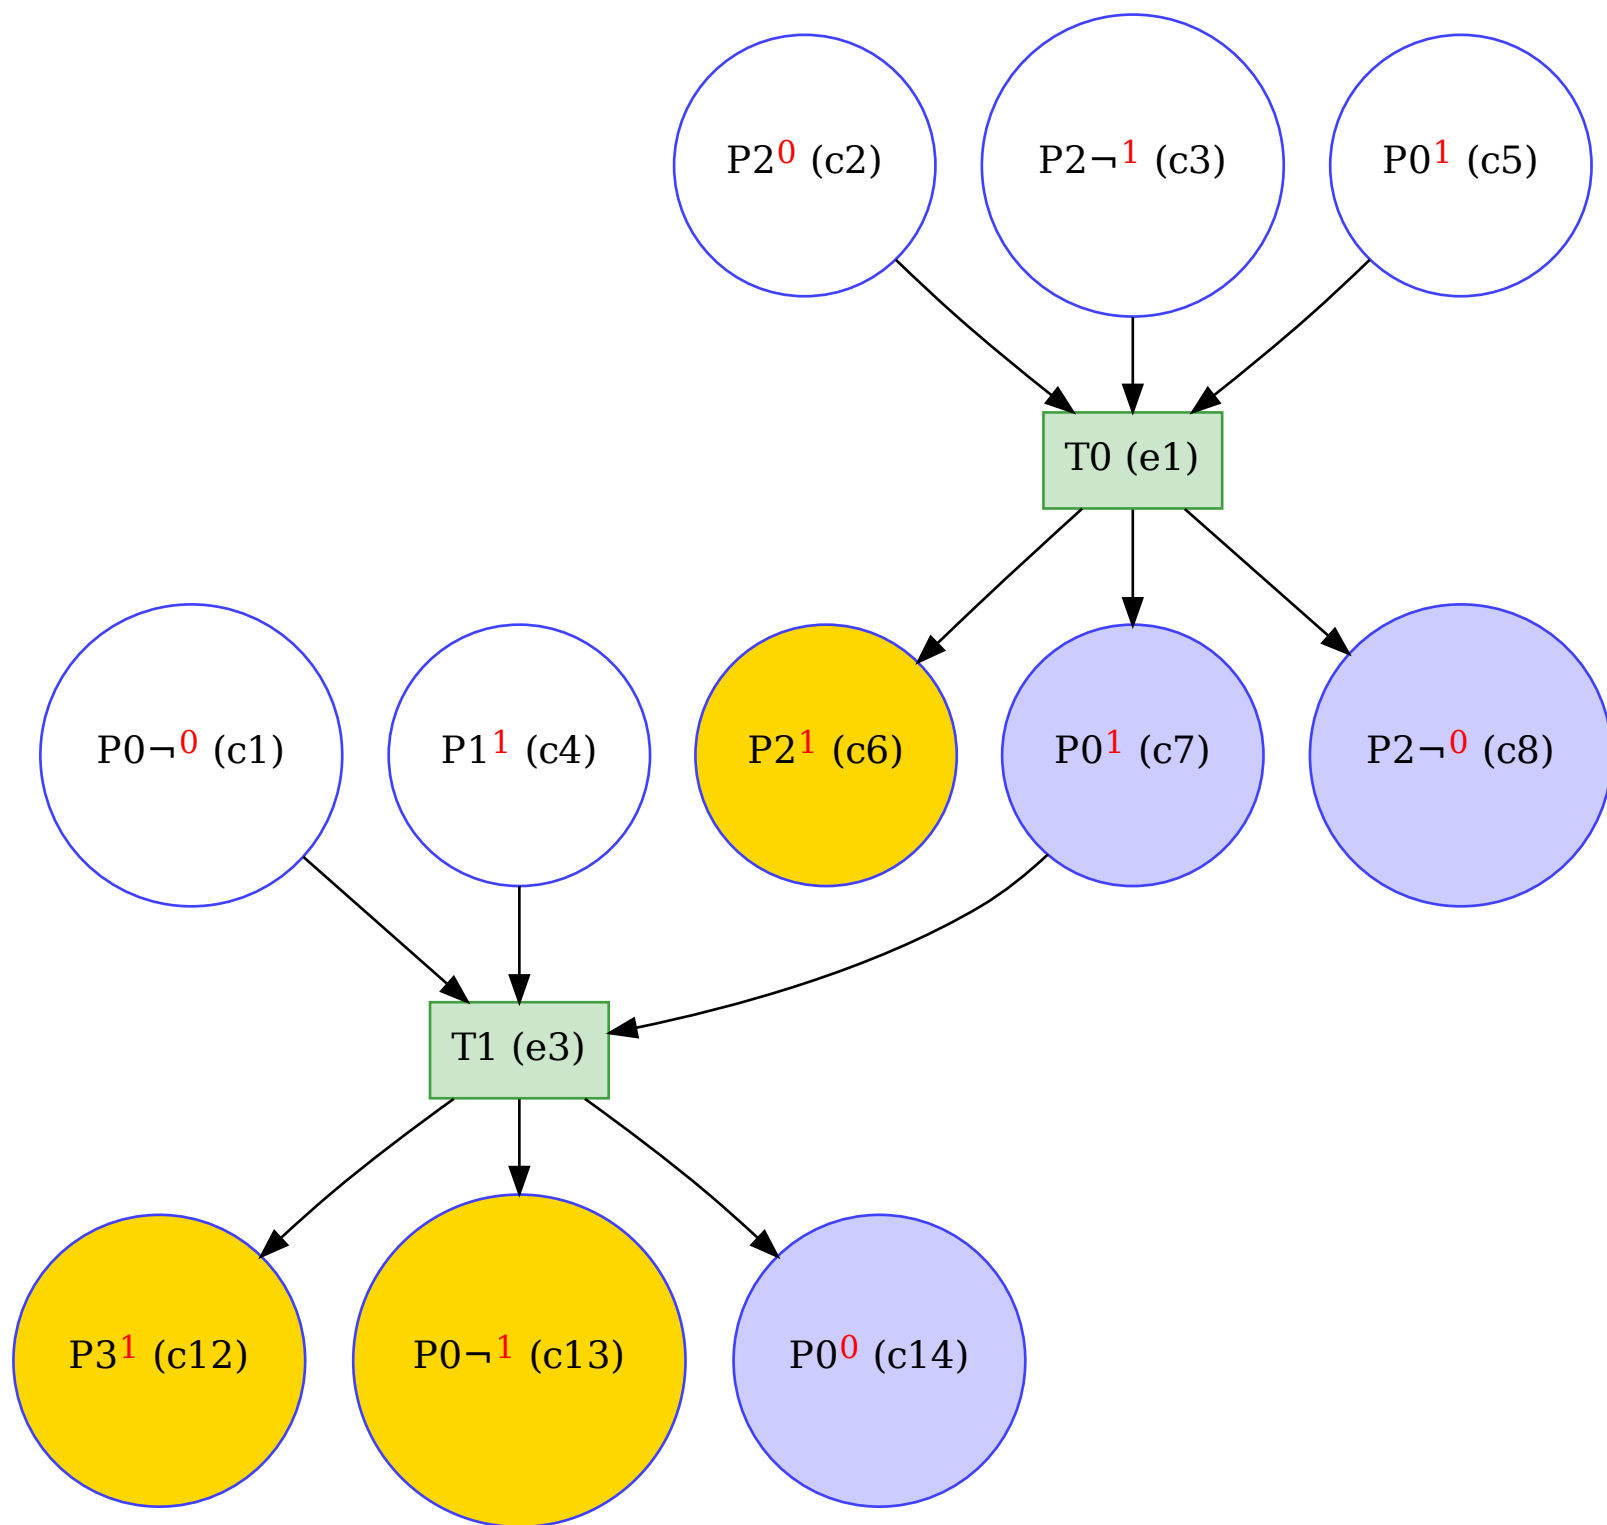 P2⁰ (c2)
P2¬¹ (c3)
P0¹ (c5)
T0 (e1)
P0¬⁰ (c1)
P1¹ (c4)
P2¹ (c6)
P0¹ (c7)
P2¬⁰ (c8)
T1 (e3)
P3¹ (c12)
P0¬¹ (c13)
P0⁰ (c14)